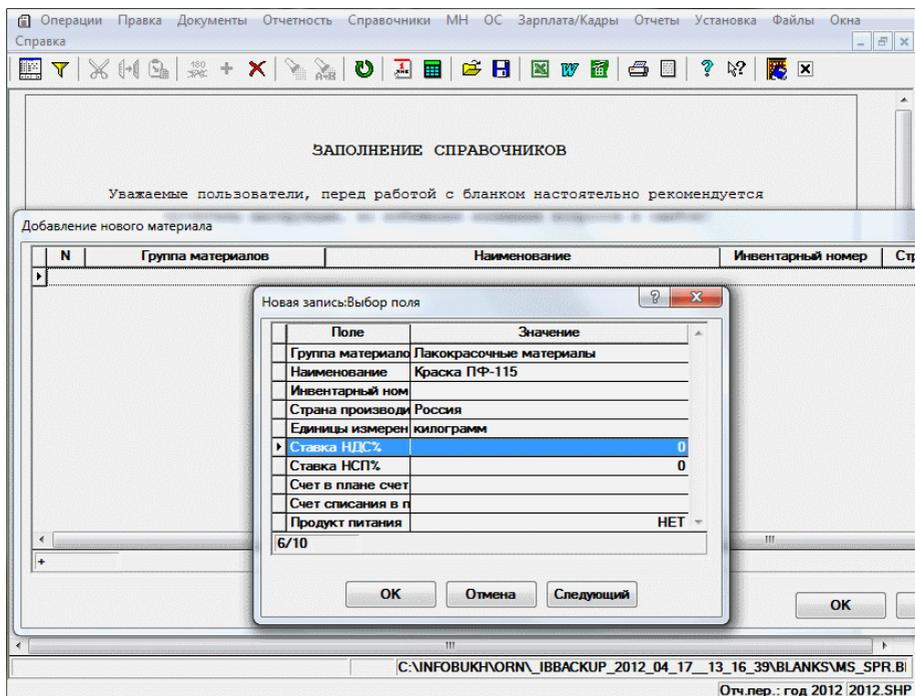 Операции Правка Документы Отчетность Справочники МН ОС Зарплата/Кадры Отчеты Установка Файлы Окна
Справка
ЗАПОЛНЕНИЕ СПРАВОЧНИКОВ
Уважаемые пользователи, перед работой с бланком настоятельно рекомендуется
Добавление нового материала
N Группа материалов Наименование Инвентарный номер Стр
Новая запись:Выбор поля
Поле Значение
Группа материало Лакокрасочные материалы
Наименование Краска ПФ-115
Инвентарный ном
Страна производи Россия
Единицы измерен килограмм
Ставка НДС% 0
Ставка НСП% 0
Счет в плане счет
Счет списания в п
Продукт питания НЕТ
6/10
+
OK Отмена Следующий
OK
C:\INFOBUKH\ORN\_IBBACKUP_2012_04_17__13_16_39\BLANKS\MS_SPR.Bl
Отч.пер.: год 2012 2012.SHP